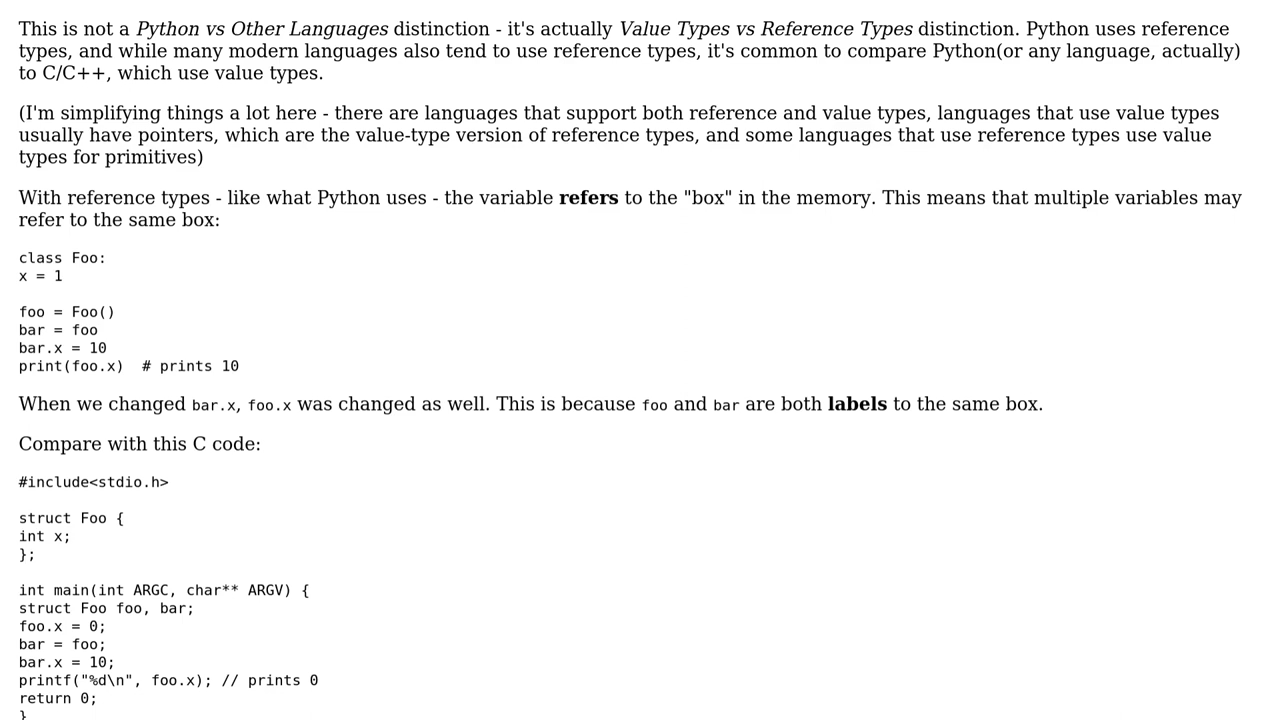 This is not a Python vs Other Languages distinction - it's actually Value Types vs Reference Types distinction. Python uses reference
types, and while many modern languages also tend to use reference types, it's common to compare Python(or any language, actually)
to C/C++, which use value types.
(I'm simplifying things a lot here - there are languages that support both reference and value types, languages that use value types
usually have pointers, which are the value-type version of reference types, and some languages that use reference types use value
types for primitives)
With reference types - like what Python uses - the variable refers to the "box" in the memory. This means that multiple variables may
refer to the same box:
class Foo:
x = 1
foo = Foo()
bar = foo
bar.x = 10
print(foo.x)  # prints 10
When we changed bar.x, foo.x was changed as well. This is because foo and bar are both labels to the same box.
Compare with this C code:
#include<stdio.h>
struct Foo {
int x;
};
int main(int ARGC, char** ARGV) {
struct Foo foo, bar;
foo.x = 0;
bar = foo;
bar.x = 10;
printf("%d\n", foo.x); // prints 0
return 0;
}